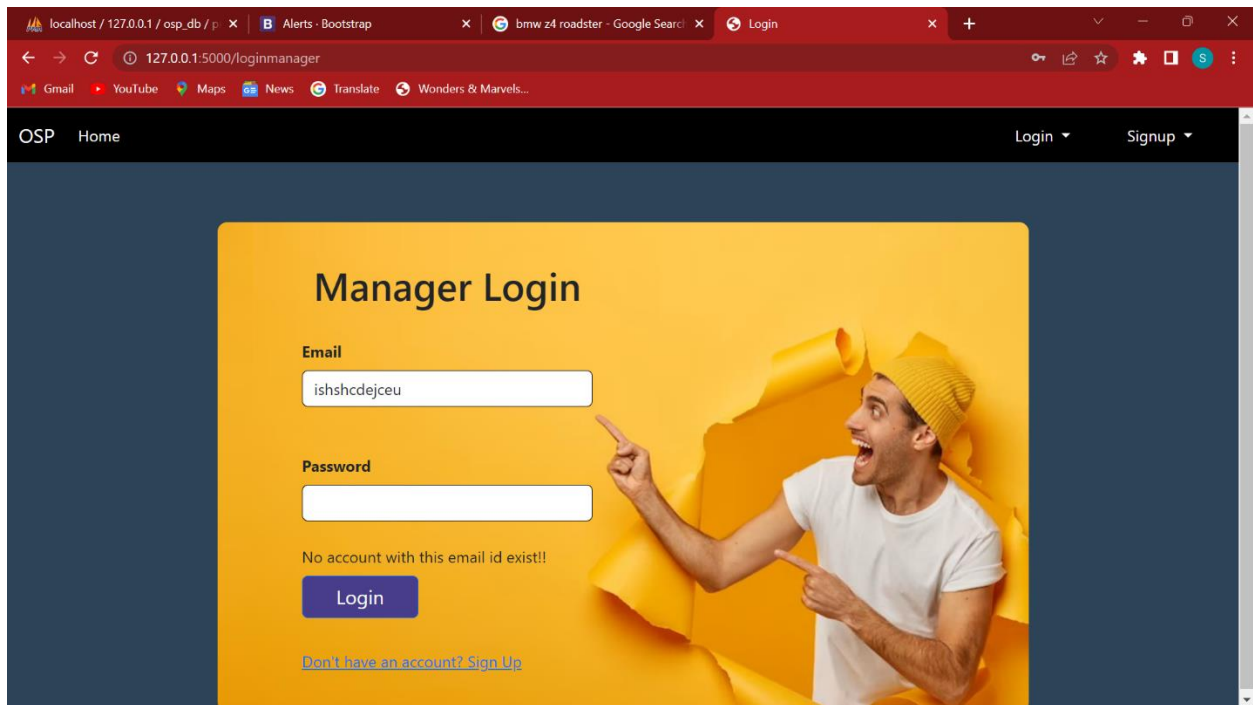 localhost / 127.0.0.1 / osp_db / p
B Alerts · Bootstrap
bmw z4 roadster - Google Search
Login
127.0.0.1:5000/loginmanager
S
Gmail YouTube Maps GE News Translate Wonders & Marvels...
OSP Home Login Signup
Manager Login
Email
ishshcdejceu
Password
No account with this email id exist!!
Login
Don't have an account? Sign Up